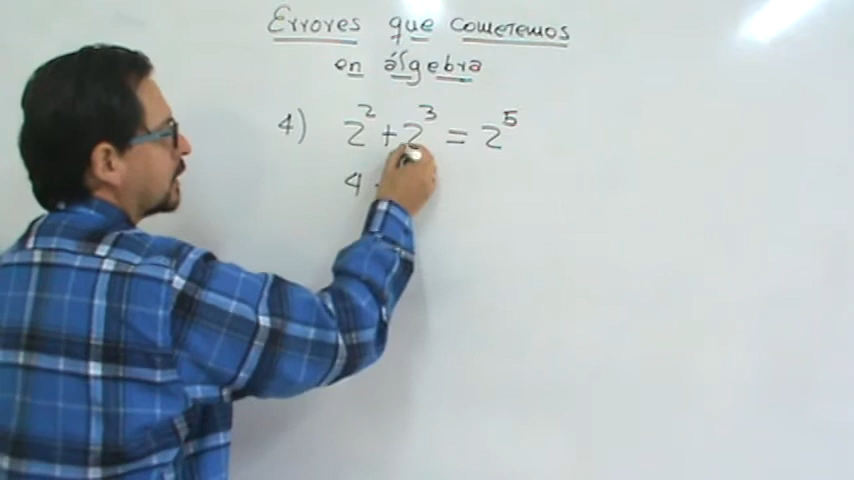 Errores que cometemos
en álgebra
4) 2² + 2³ = 2⁵
4